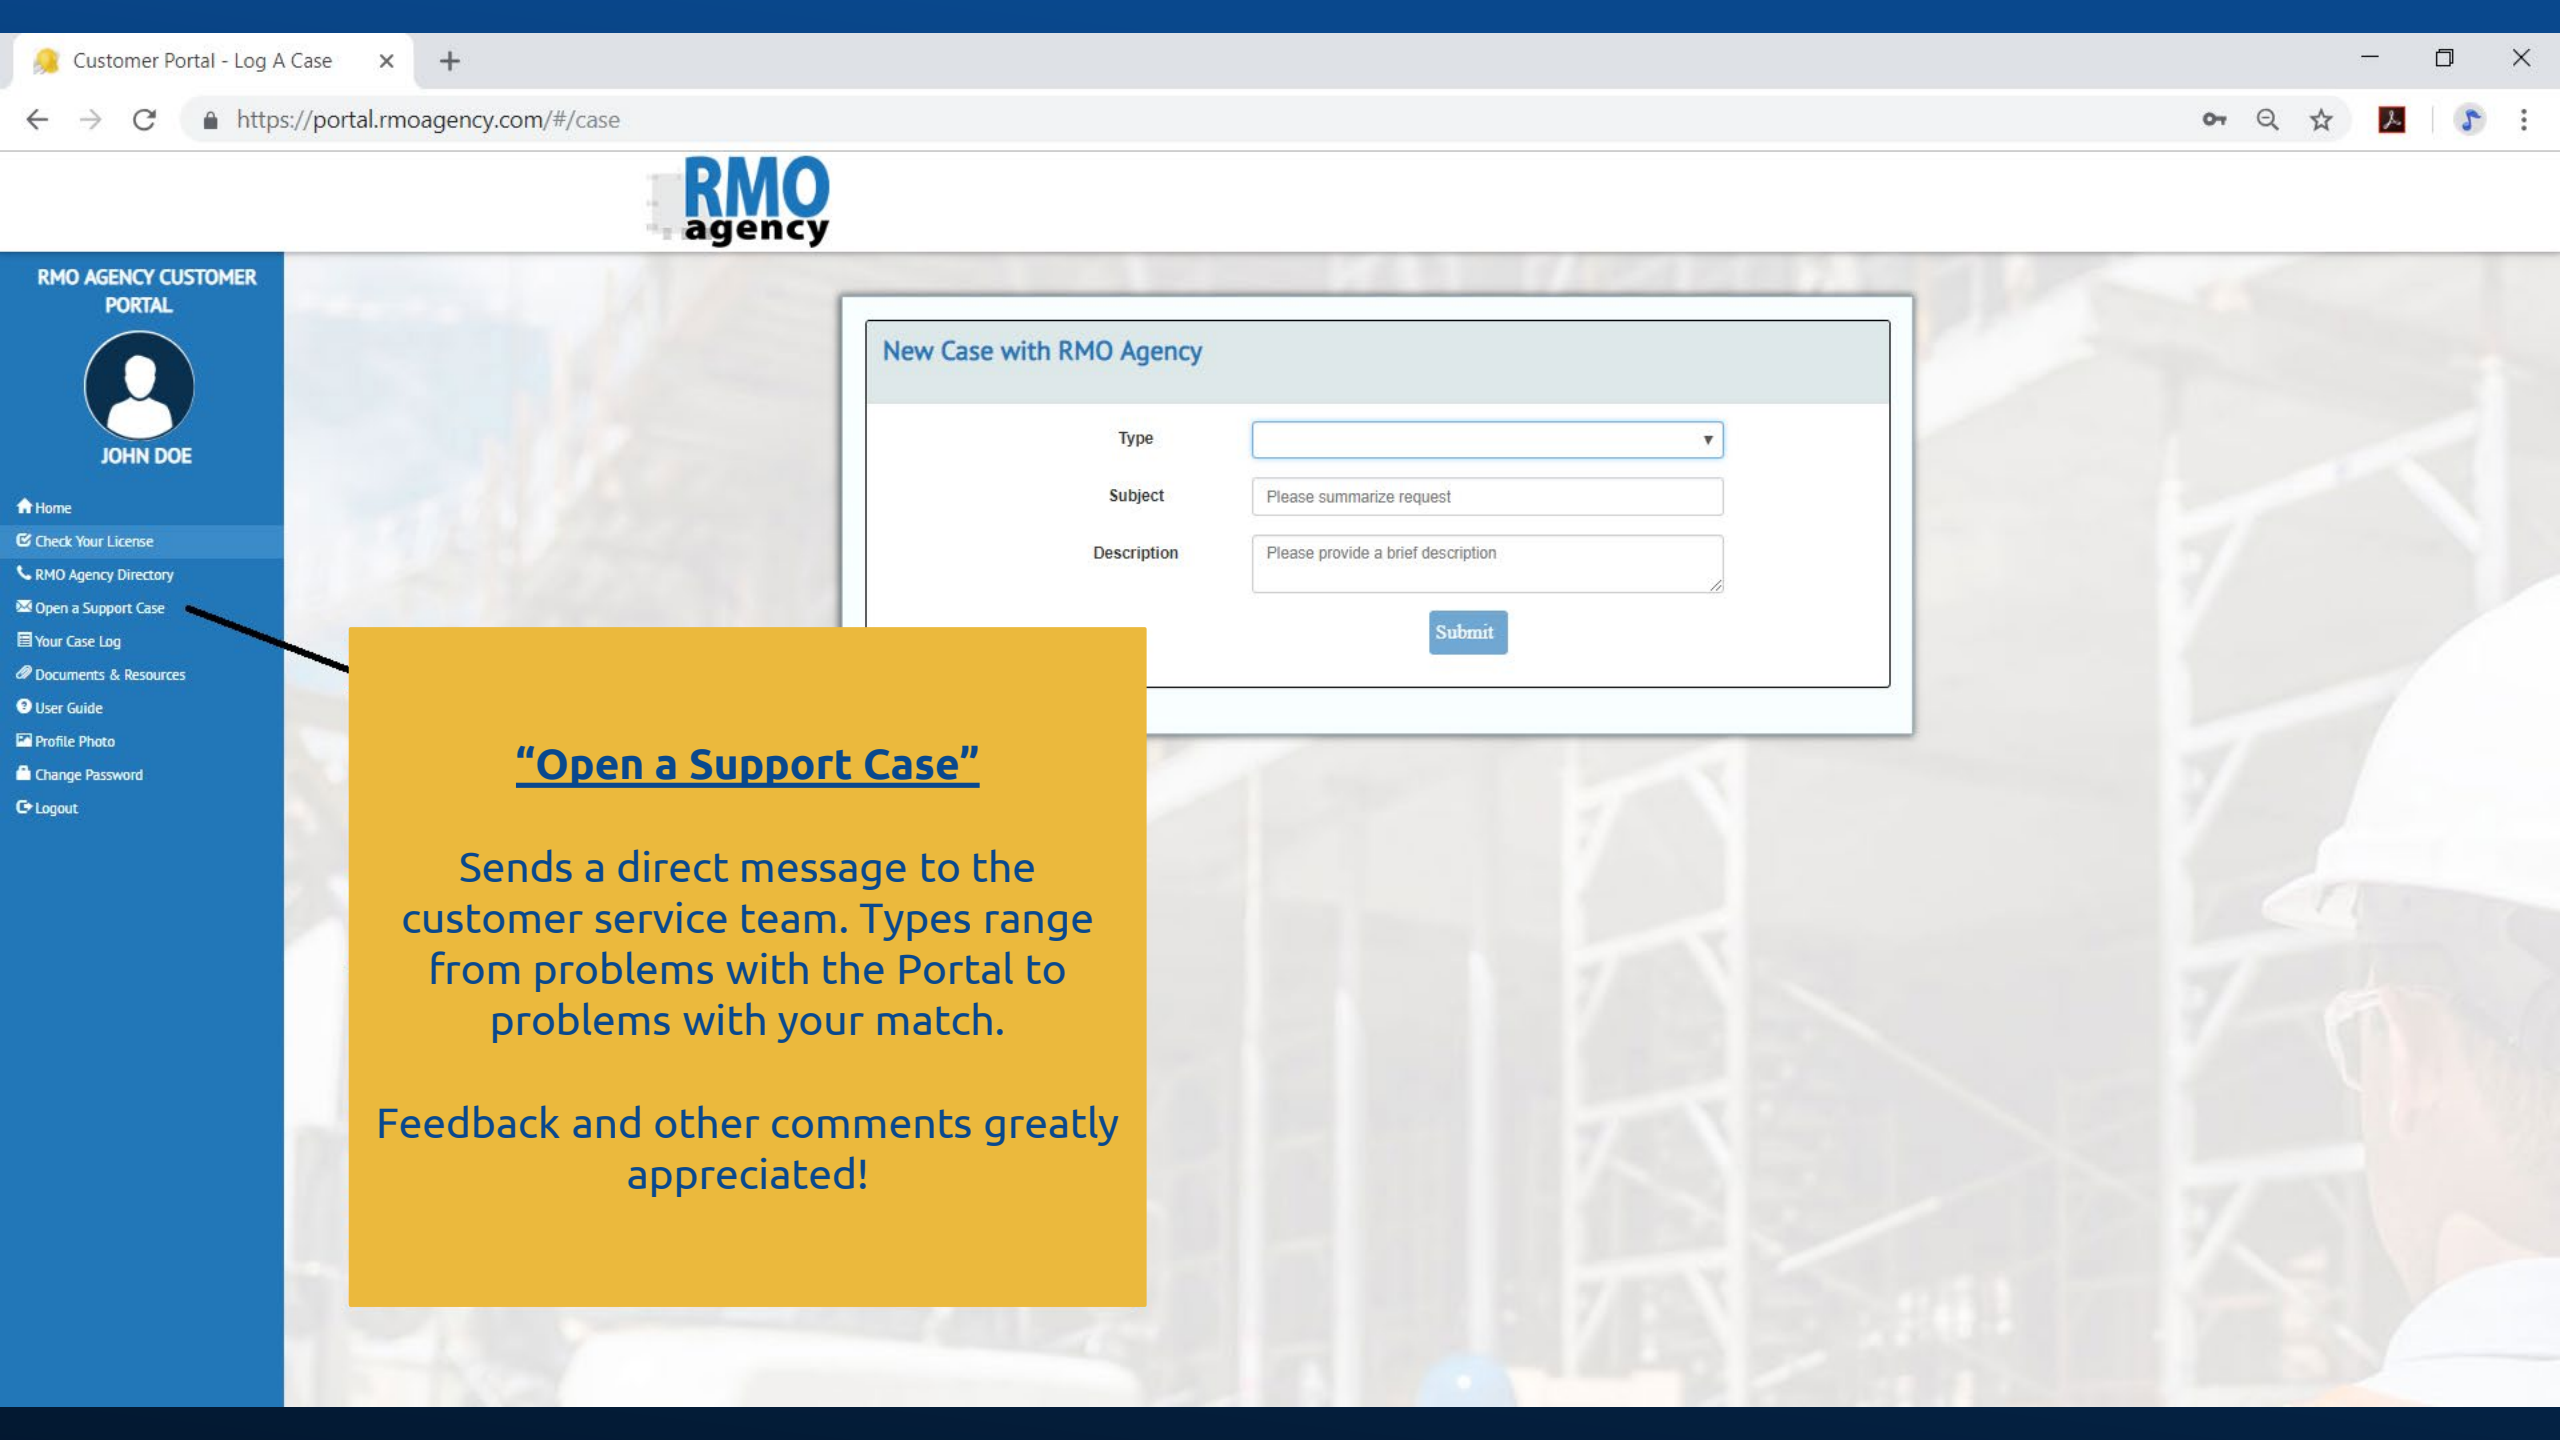 Customer Portal - Log A Case
https://portal.rmoagency.com/#/case
RMO
agency
RMO AGENCY CUSTOMER
PORTAL
JOHN DOE
Home
Check Your License
RMO Agency Directory
Open a Support Case
Your Case Log
Documents & Resources
User Guide
Profile Photo
Change Password
Logout
New Case with RMO Agency
Type
Subject
Please summarize request
Description
Please provide a brief description
Submit
“Open a Support Case”
Sends a direct message to the
customer service team. Types range
from problems with the Portal to
problems with your match.
Feedback and other comments greatly
appreciated!